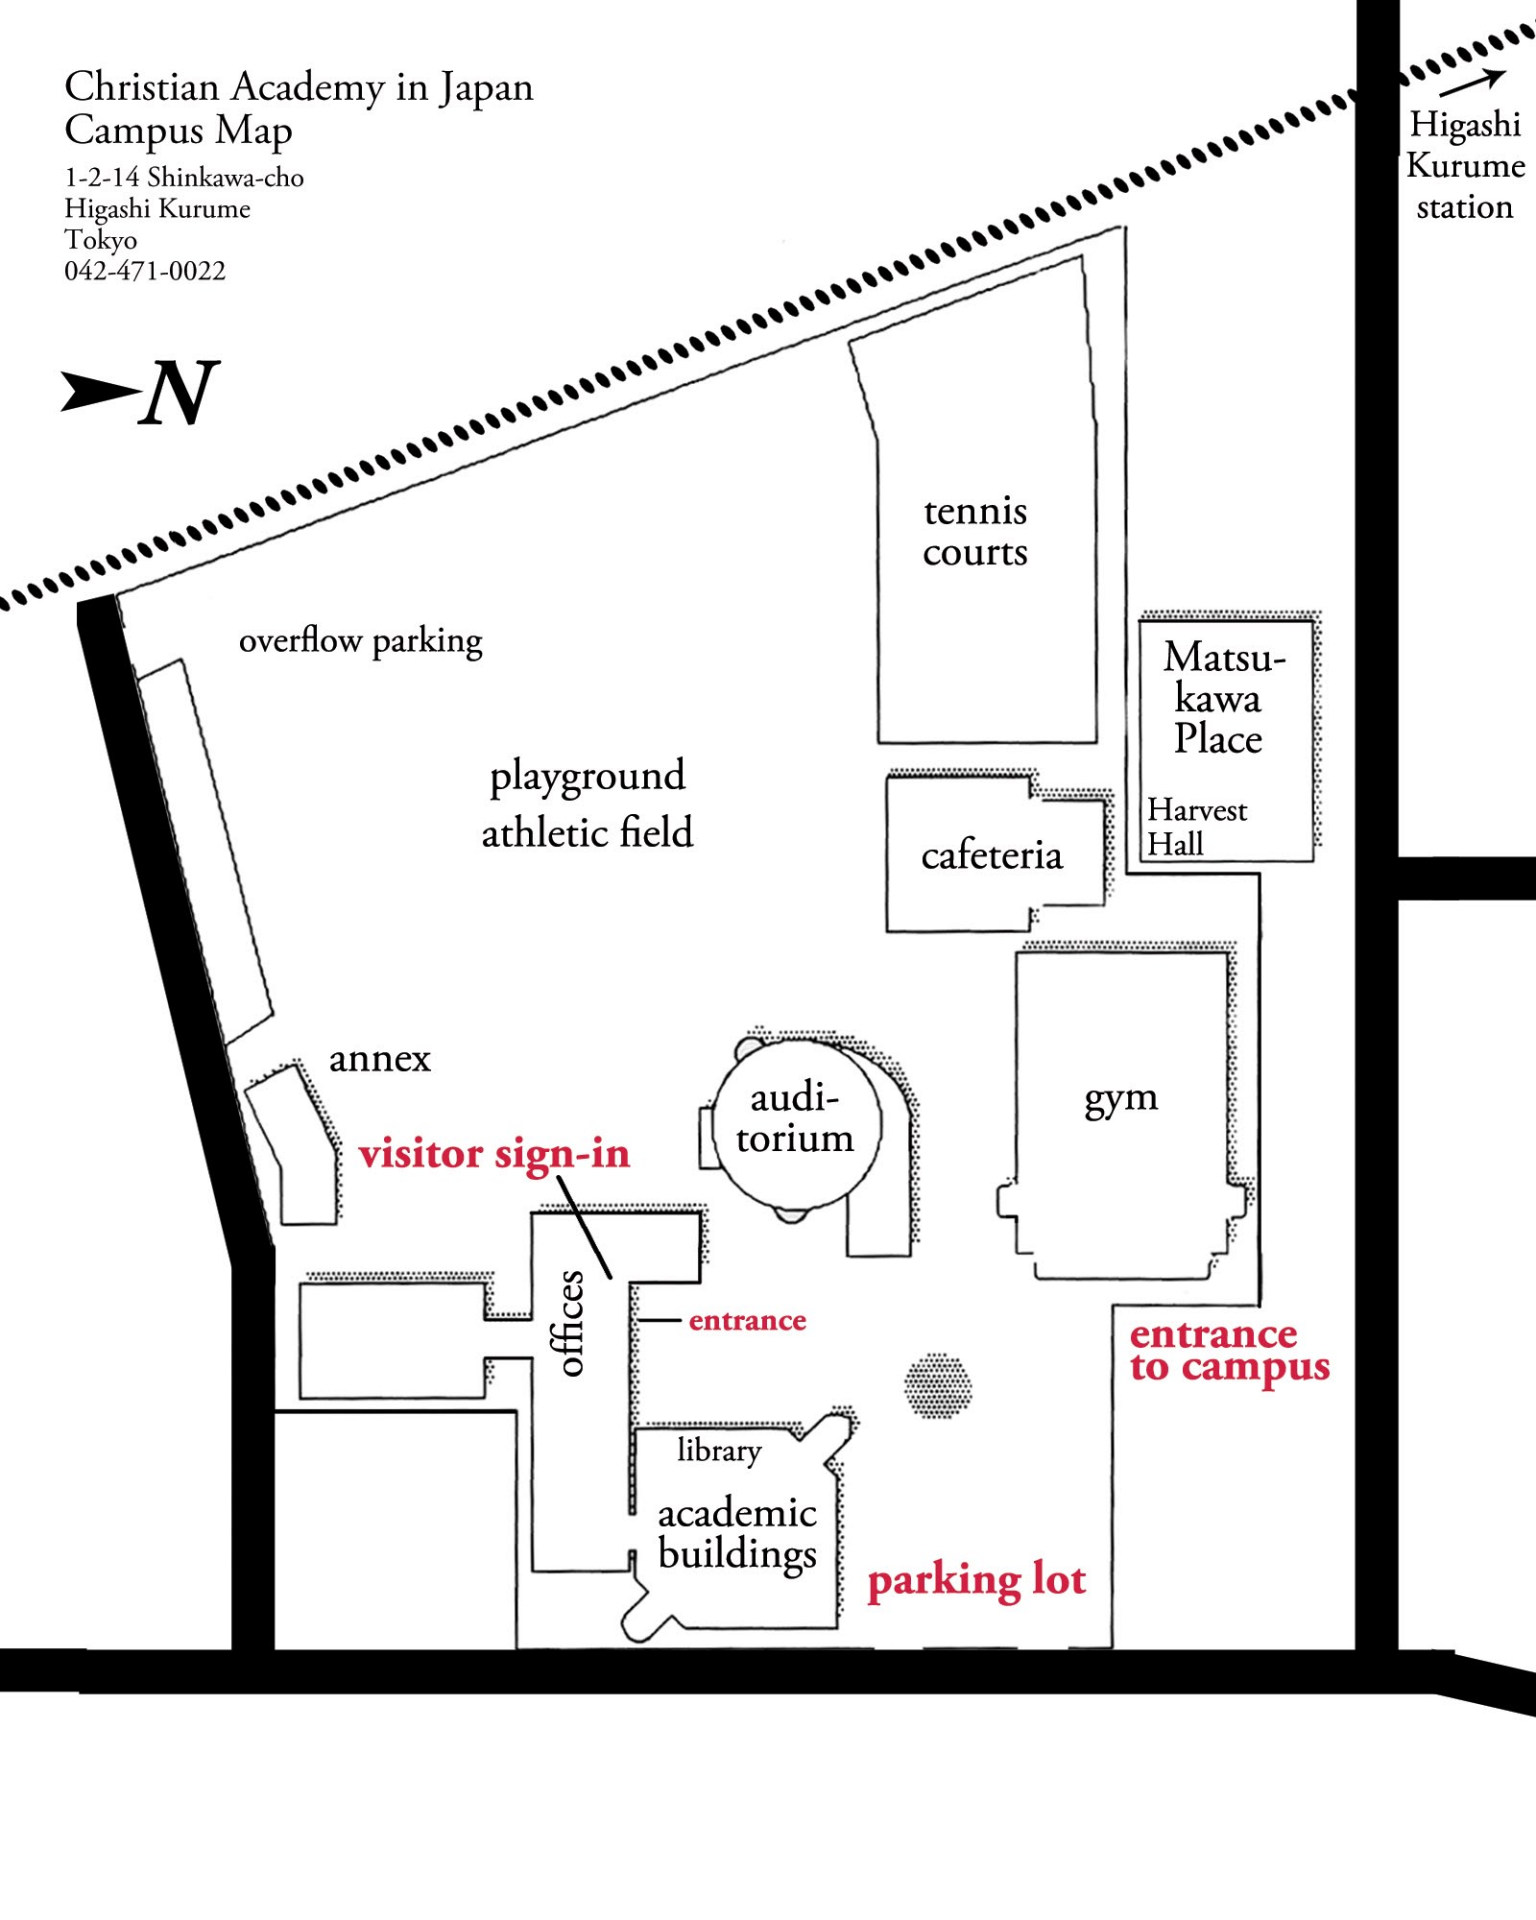 Christian Academy in Japan
Campus Map
1-2-14 Shinkawa-cho
Higashi Kurume
Tokyo
042-471-0022
Higashi
Kurume
station
N
tennis
courts
overflow parking
Matsu-
kawa
Place
Harvest
Hall
playground
athletic field
cafeteria
annex
audi-
torium
gym
visitor sign-in
offices
entrance
entrance
to campus
library
academic
buildings
parking lot